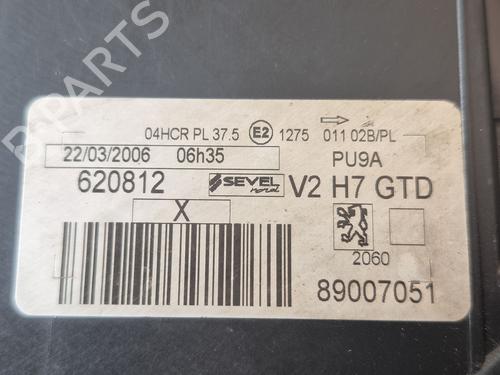 B-PARTS
04HCR PL 37.5 E2 1275 011 02B/PL
22/03/2006 06h35 PU9A
620812 SEVEL nord V2 H7 GTD
X
2060
89007051